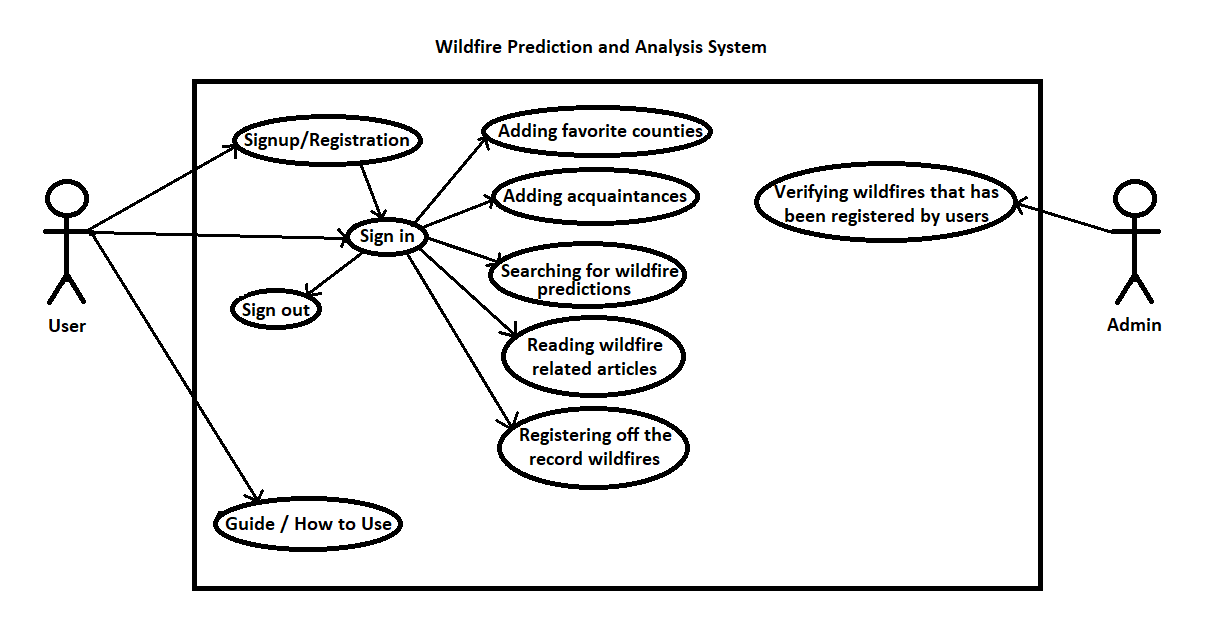 Wildfire Prediction and Analysis System
Signup/Registration
Adding favorite counties
Adding acquaintances
Verifying wildfires that has
been registered by users
Sign in
Searching for wildfire
predictions
Sign out
User
Admin
Reading wildfire
related articles
Registering off the
record wildfires
Guide / How to Use